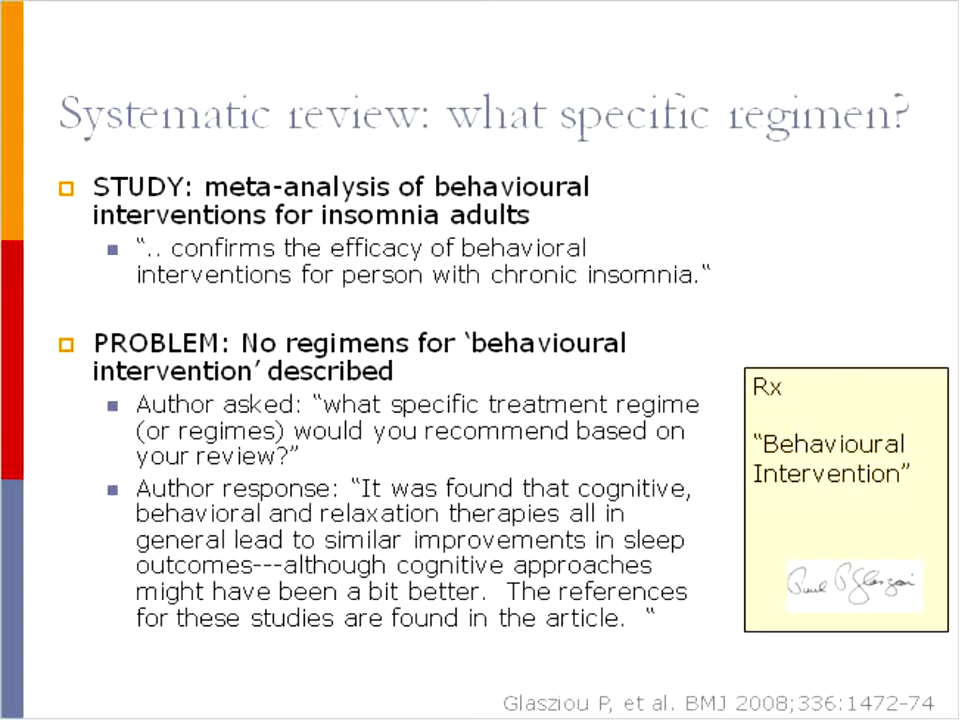 Systematic review: what specific regimen?
STUDY: meta-analysis of behavioural
interventions for insomnia adults
“.. confirms the efficacy of behavioral
interventions for person with chronic insomnia.“
PROBLEM: No regimens for ‘behavioural
intervention’ described
Author asked: “what specific treatment regime
(or regimes) would you recommend based on
your review?”
Author response: “It was found that cognitive,
behavioral and relaxation therapies all in
general lead to similar improvements in sleep
outcomes---although cognitive approaches
might have been a bit better.  The references
for these studies are found in the article.  “
Rx
“Behavioural
Intervention”
Glasziou P, et al. BMJ 2008;336:1472-74